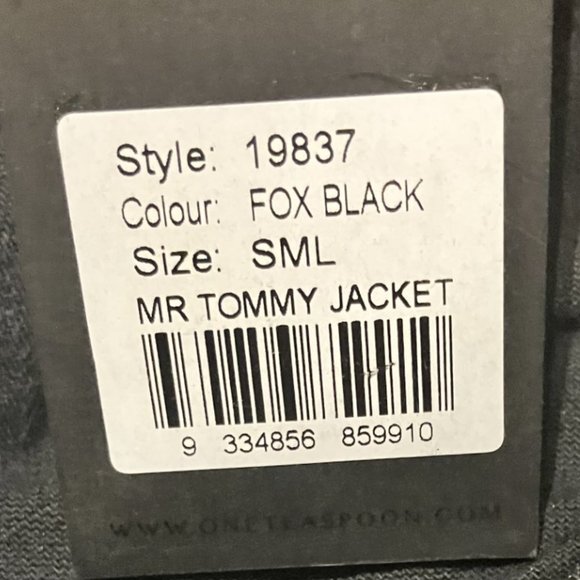 Style: 19837
Colour: FOX BLACK
Size: SML
MR TOMMY JACKET
9 334856 859910
WWW.ONETEASPOON.COM